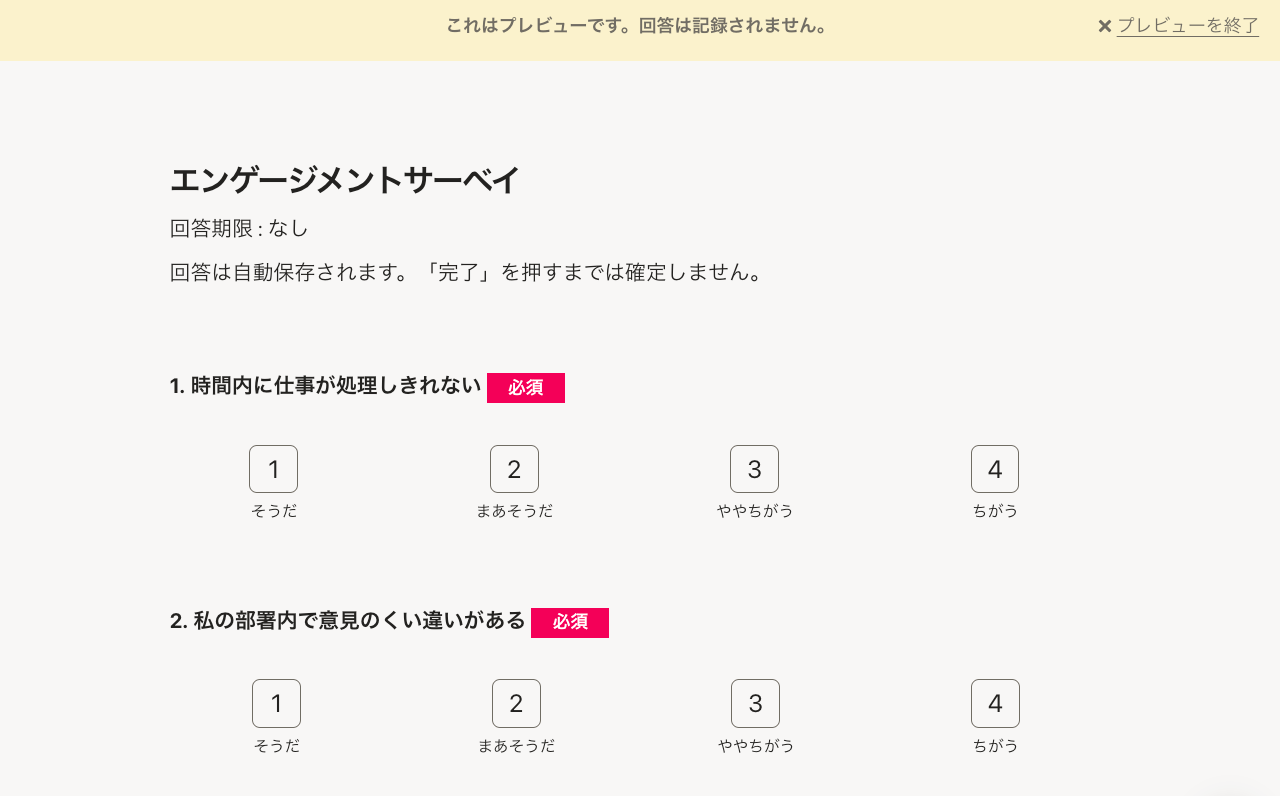 これはプレビューです。回答は記録されません。
× プレビューを終了
エンゲージメントサーベイ
回答期限 : なし
回答は自動保存されます。「完了」を押すまでは確定しません。
1. 時間内に仕事が処理しきれない 必須
1 2 3 4
そうだ まあそうだ ややちがう ちがう
2. 私の部署内で意見のくい違いがある 必須
1 2 3 4
そうだ まあそうだ ややちがう ちがう